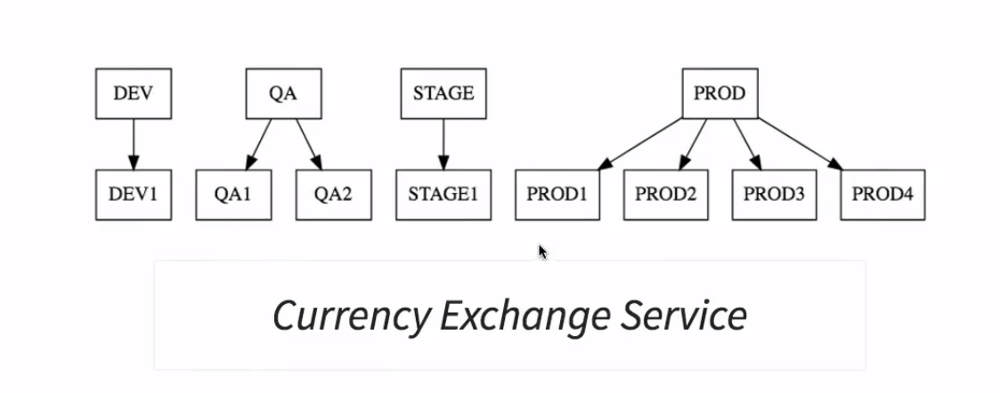 DEV QA STAGE PROD
DEV1 QA1 QA2 STAGE1 PROD1 PROD2 PROD3 PROD4
Currency Exchange Service